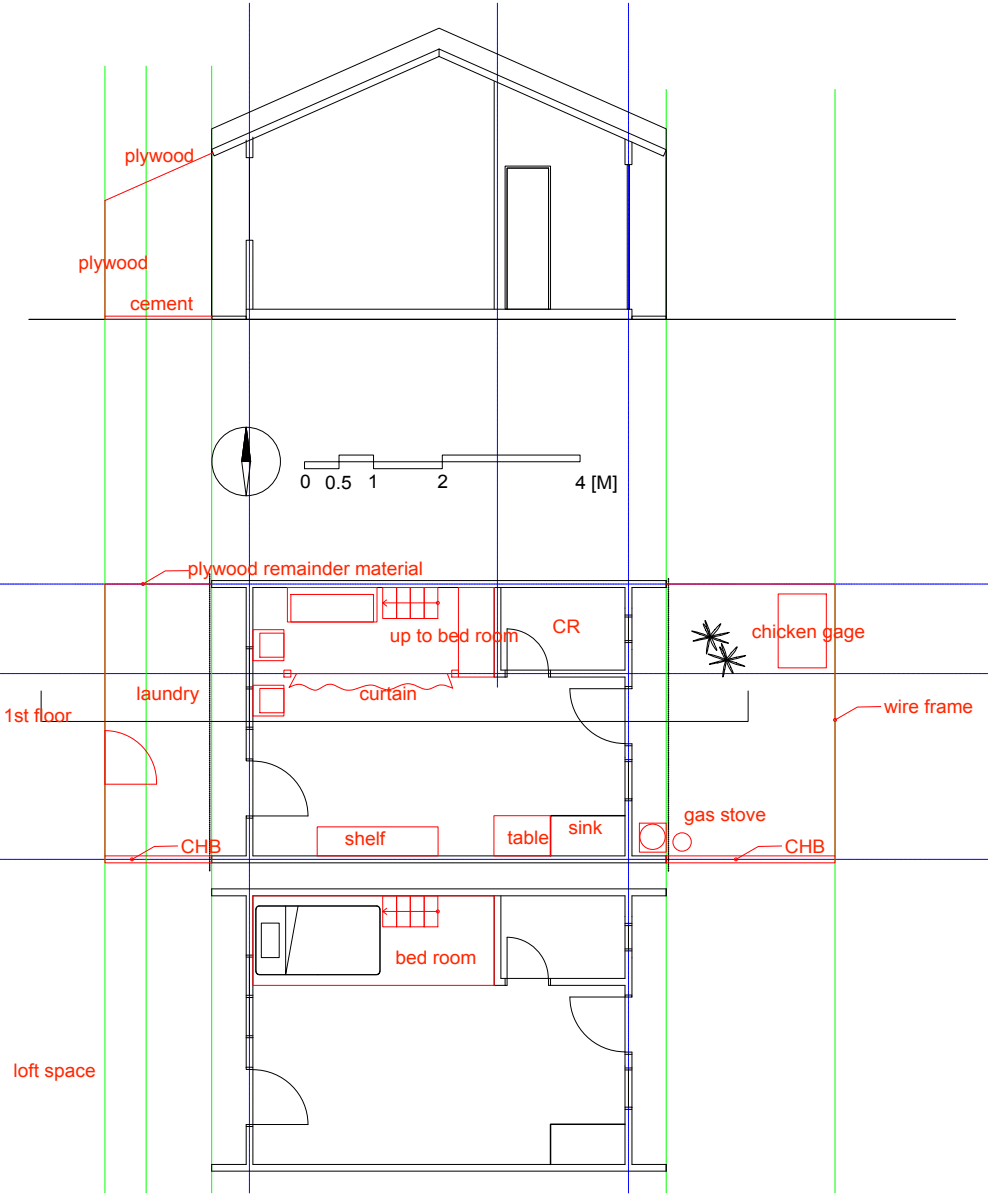 plywood
plywood
cement
0 0.5 1 2 4 [M]
plywood remainder material
up to bed room
CR
chicken gage
laundry
curtain
1st floor
wire frame
gas stove
shelf
table
sink
CHB
CHB
bed room
loft space